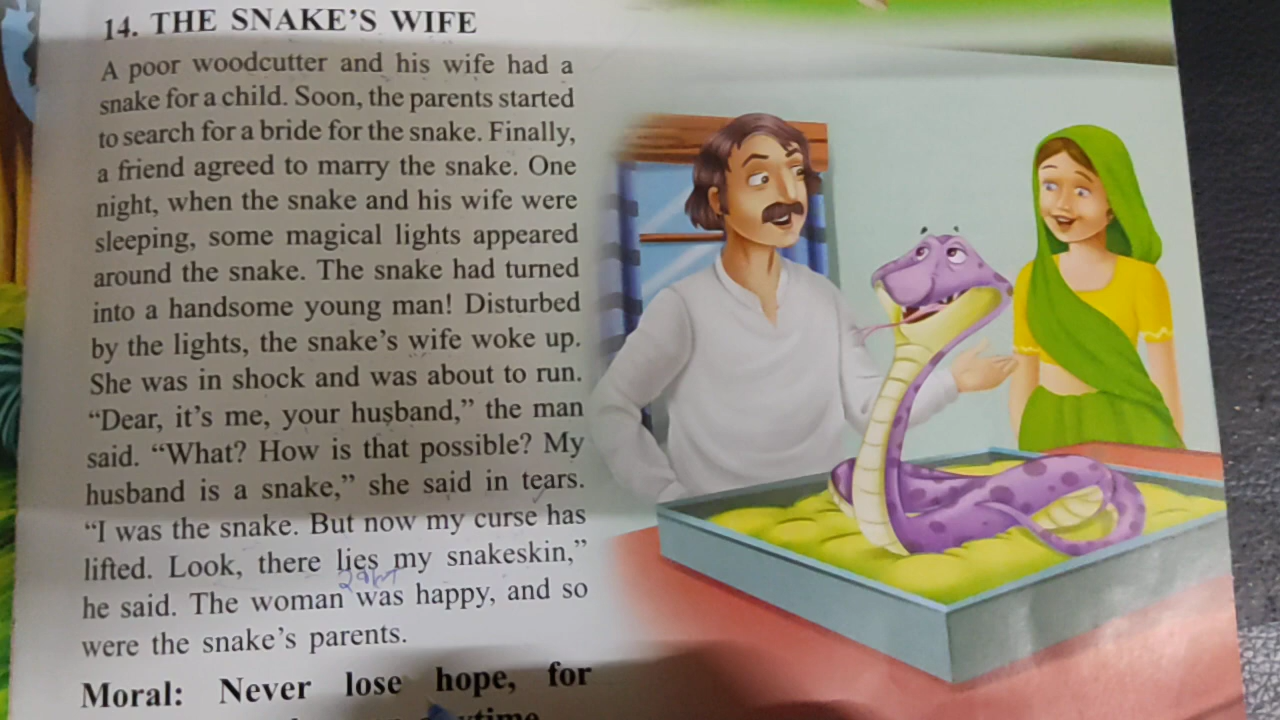 14. THE SNAKE'S WIFE
A poor woodcutter and his wife had a
snake for a child. Soon, the parents started
to search for a bride for the snake. Finally,
a friend agreed to marry the snake. One
night, when the snake and his wife were
sleeping, some magical lights appeared
around the snake. The snake had turned
into a handsome young man! Disturbed
by the lights, the snake's wife woke up.
She was in shock and was about to run.
“Dear, it's me, your husband,” the man
said. “What? How is that possible? My
husband is a snake,” she said in tears.
“I was the snake. But now my curse has
lifted. Look, there lies my snakeskin,”
he said. The woman was happy, and so
were the snake's parents.
Moral: Never lose hope, for